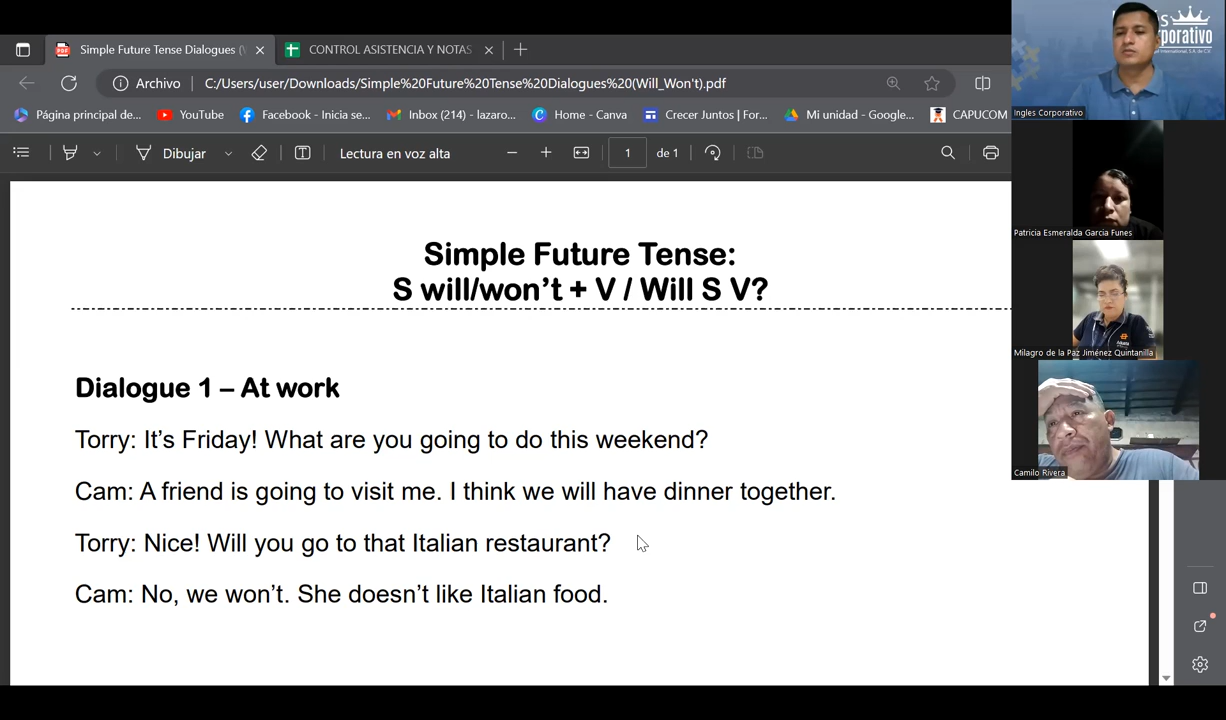 Simple Future Tense Dialogues (
CONTROL ASISTENCIA Y NOTAS
Archivo
C:/Users/user/Downloads/Simple%20Future%20Tense%20Dialogues%20(Will_Won't).pdf
Página principal de...
YouTube
Facebook - Inicia se...
Inbox (214) - lazaro...
Home - Canva
Crecer Juntos | For...
Mi unidad - Google...
CAPUCOM
Dibujar
Lectura en voz alta
1
de 1
Simple Future Tense:
S will/won't + V / Will S V?
Dialogue 1 – At work
Torry: It's Friday! What are you going to do this weekend?
Cam: A friend is going to visit me. I think we will have dinner together.
Torry: Nice! Will you go to that Italian restaurant?
Cam: No, we won't. She doesn't like Italian food.
Ingles Corporativo
Patricia Esmeralda Garcia Funes
Milagro de la Paz Jiménez Quintanilla
Camilo Rivera